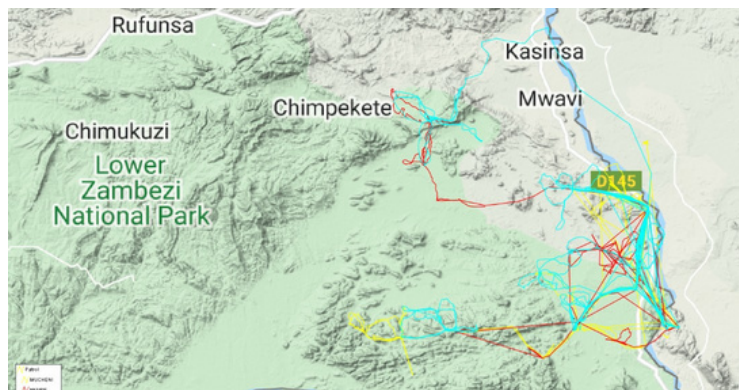 Rufunsa
Kasinsa
Chimpekete
Mwavi
Chimukuzi
Lower
Zambezi
National Park
D145